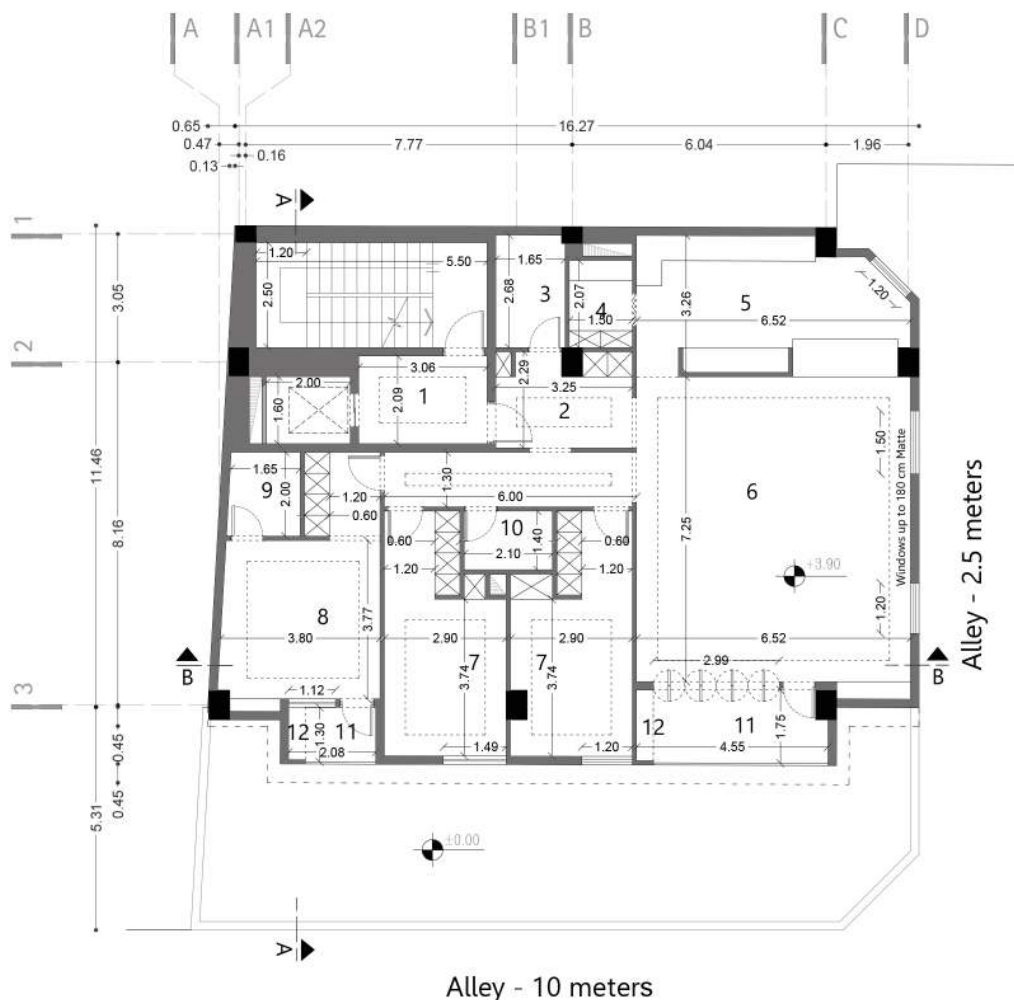 A A1 A2 B1 B C D
0.65 16.27
0.47 7.77 6.04 1.96
0.16
0.13
A
1
1.20
5.50 1.65
2.50 2.68 3 2.07 3.26 1.20
3.05 4 5
1.50 6.52
2
3.06 2.29
2.00 3.25
1.60 2.09 1 2
1.50
11.46
1.65 1.30
9 2.00 1.20 6.00 6
0.60
8.16 7.25
10
0.60 1.40 0.60
2.10
1.20 1.20
+3.90
Windows up to 180 cm Matte
Alley - 2.5 meters
1.20
8 3.77
3.80 2.90 2.90 6.52
B 7 7 2.99 B
3.74 3.74
3
1.12
12 1.30 11 12 11 1.75
0.45 2.08 1.49 1.20 4.55
0.45
5.31
±0.00
A
Alley - 10 meters